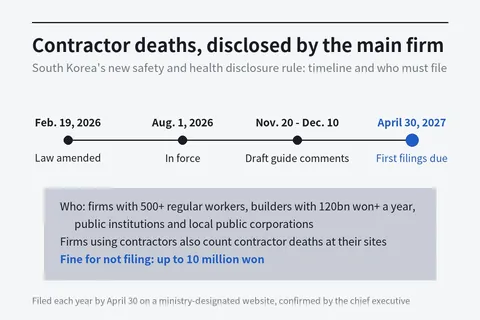 Contractor deaths, disclosed by the main firm
South Korea's new safety and health disclosure rule: timeline and who must file
Feb. 19, 2026
Aug. 1, 2026
Nov. 20 - Dec. 10
April 30, 2027
Law amended
In force
Draft guide comments
First filings due
Who: firms with 500+ regular workers, builders with 120bn won+ a year,
public institutions and local public corporations
Firms using contractors also count contractor deaths at their sites
Fine for not filing: up to 10 million won
Filed each year by April 30 on a ministry-designated website, confirmed by the chief executive